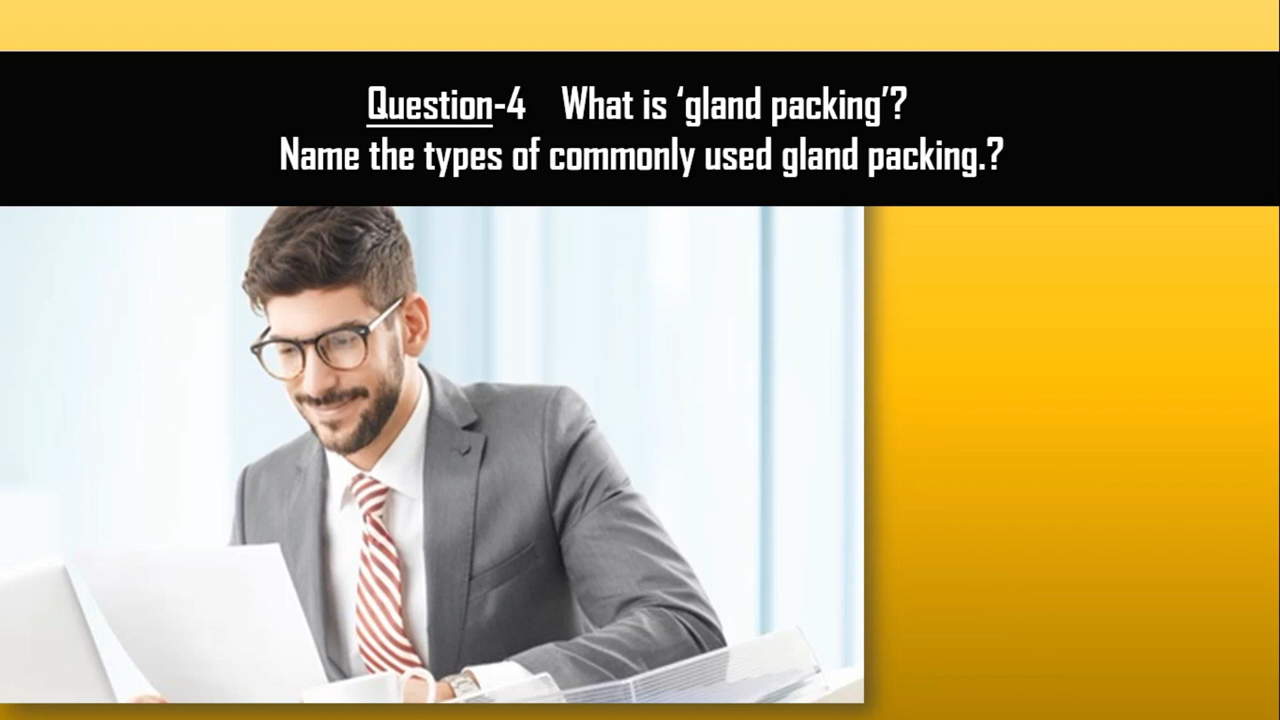 Question-4 What is ‘gland packing’?
Name the types of commonly used gland packing.?